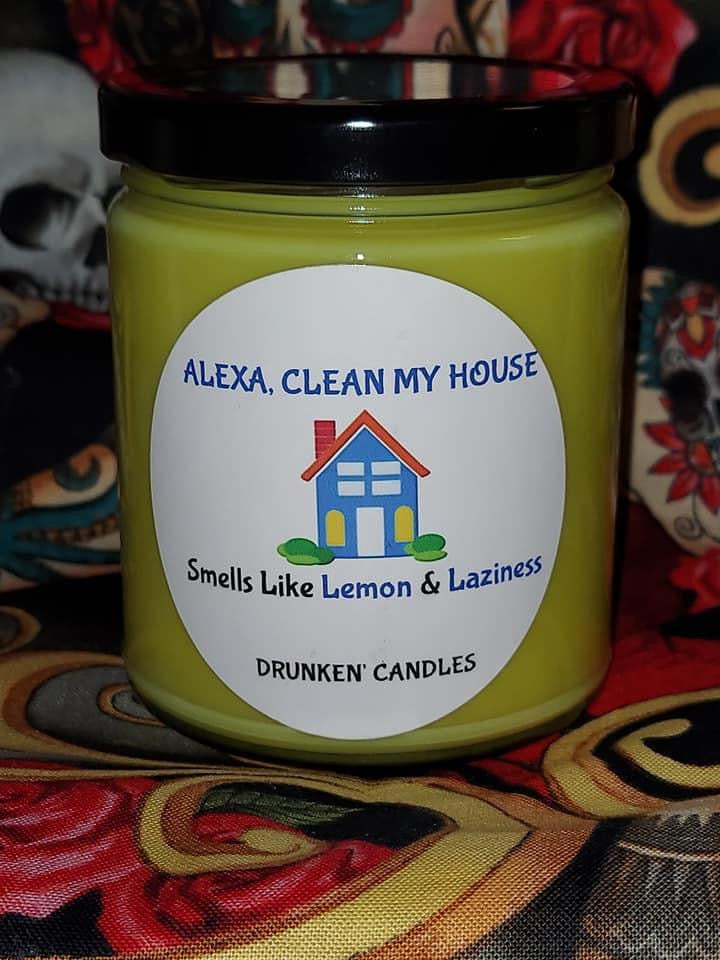 ALEXA, CLEAN MY HOUSE
Smells Like Lemon & Laziness
DRUNKEN' CANDLES